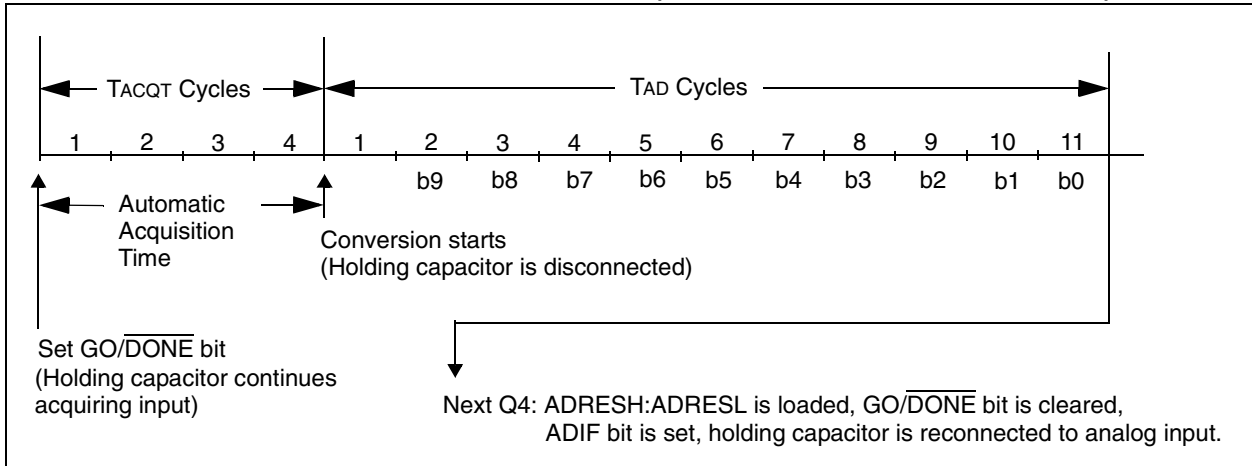 TACQT Cycles
TAD Cycles
1 2 3 4 1 2 3 4 5 6 7 8 9 10 11
b9 b8 b7 b6 b5 b4 b3 b2 b1 b0
Automatic
Acquisition
Time
Conversion starts
(Holding capacitor is disconnected)
Set GO/DONE bit
(Holding capacitor continues
acquiring input)
Next Q4: ADRESH:ADRESL is loaded, GO/DONE bit is cleared,
ADIF bit is set, holding capacitor is reconnected to analog input.